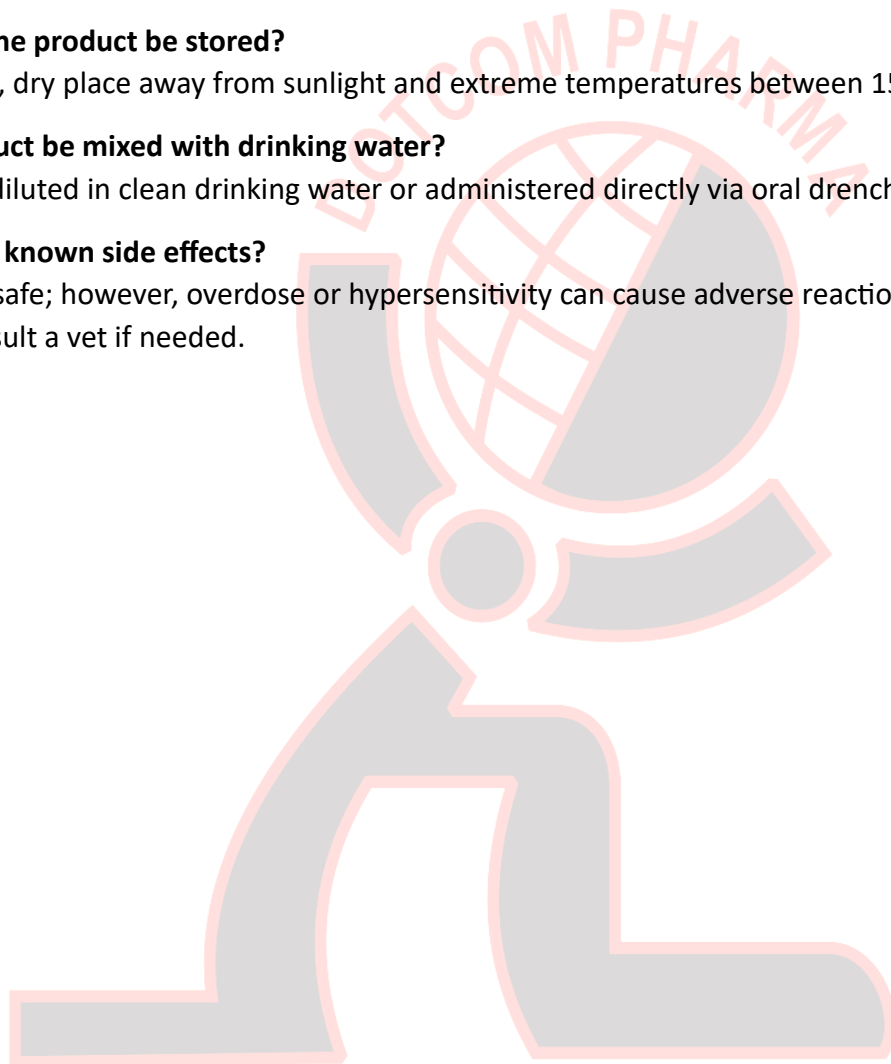 ne product be stored?
, dry place away from sunlight and extreme temperatures between 15
uct be mixed with drinking water?
diluted in clean drinking water or administered directly via oral drench
known side effects?
safe; however, overdose or hypersensitivity can cause adverse reactio
sult a vet if needed.
DOTCOM PHARMA